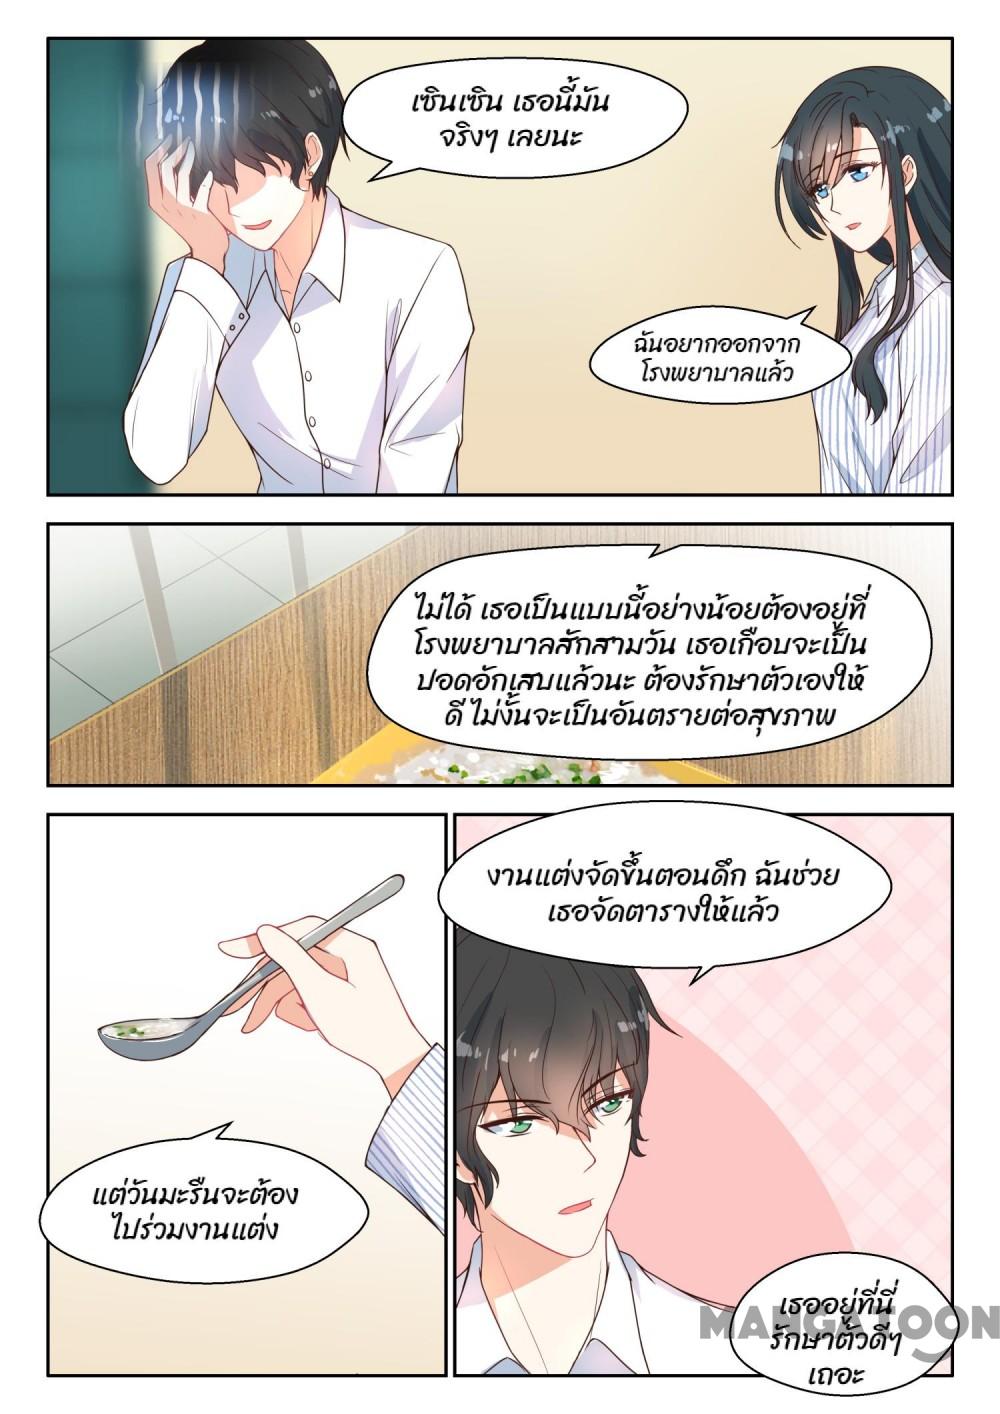 เซินเซิน เธอนี้มัน
จริงๆ เลยนะ
ฉันอยากออกจาก
โรงพยาบาลแล้ว
ไม่ได้ เธอเป็นแบบนี้อย่างน้อยต้องอยู่ที่
โรงพยาบาลสักสามวัน เธอเกือบจะเป็น
ปอดอักเสบแล้วนะ ต้องรักษาตัวเองให้
ดี ไม่งั้นจะเป็นอันตรายต่อสุขภาพ
งานแต่งจัดขึ้นตอนดึก ฉันช่วย
เธอจัดตารางให้แล้ว
แต่วันมะรืนจะต้อง
ไปร่วมงานแต่ง
เธออยู่ที่นี่
รักษาตัวดีๆ
เถอะ
MANGATOON